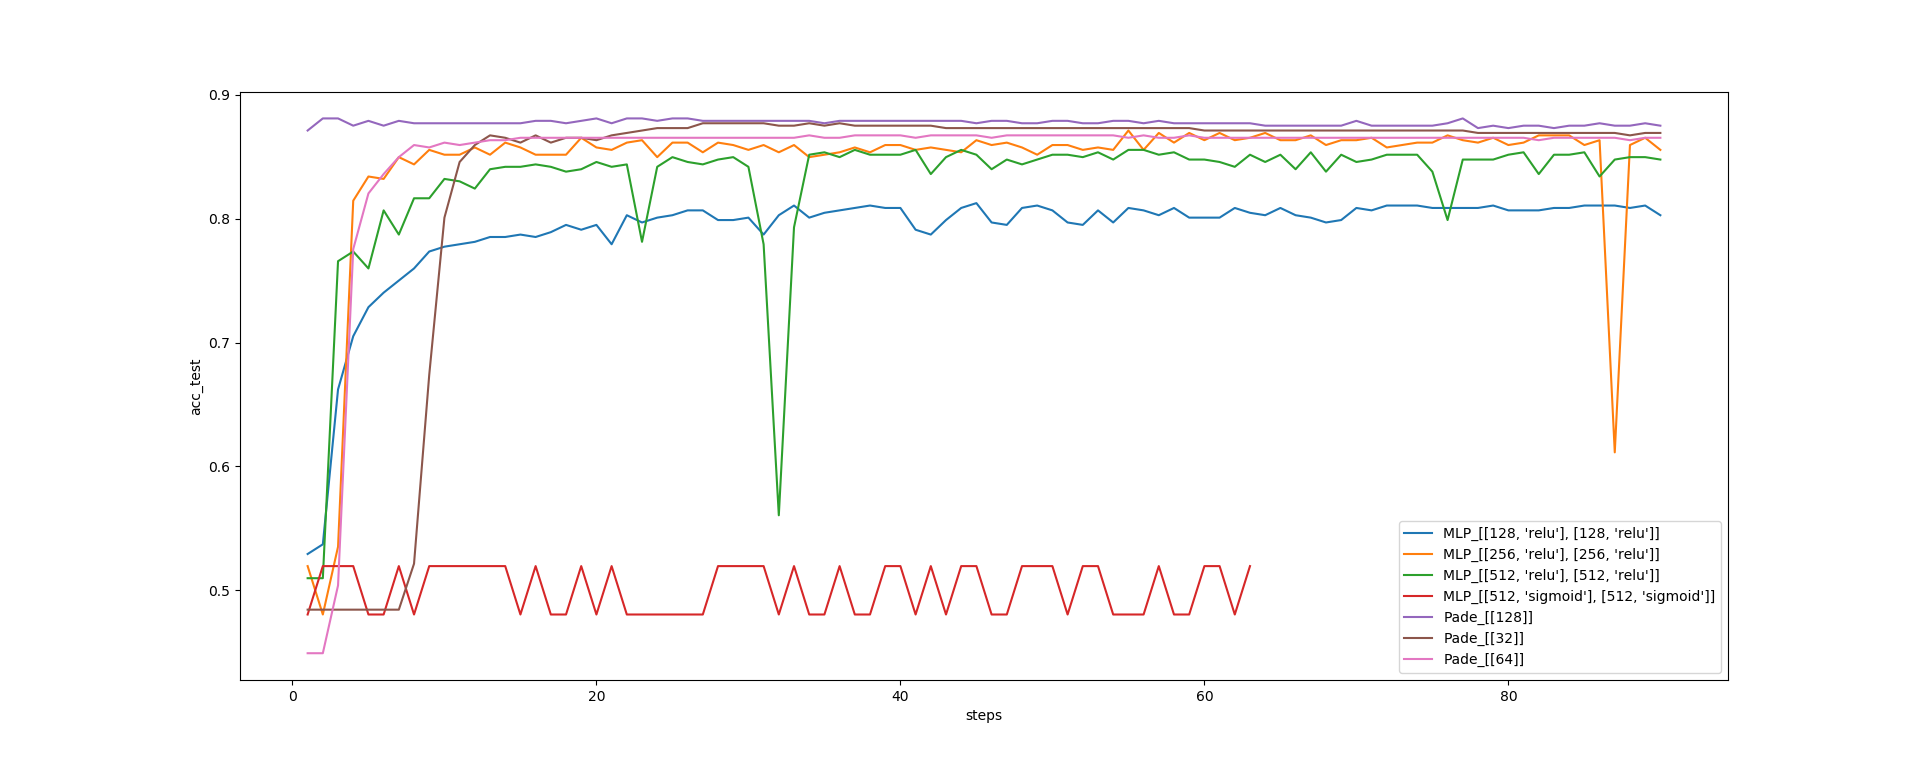 0.9
0.8
0.7
0.6
0.5
acc_test
0
20
40
60
80
steps
MLP_[[128, 'relu'], [128, 'relu']]
MLP_[[256, 'relu'], [256, 'relu']]
MLP_[[512, 'relu'], [512, 'relu']]
MLP_[[512, 'sigmoid'], [512, 'sigmoid']]
Pade_[[128]]
Pade_[[32]]
Pade_[[64]]